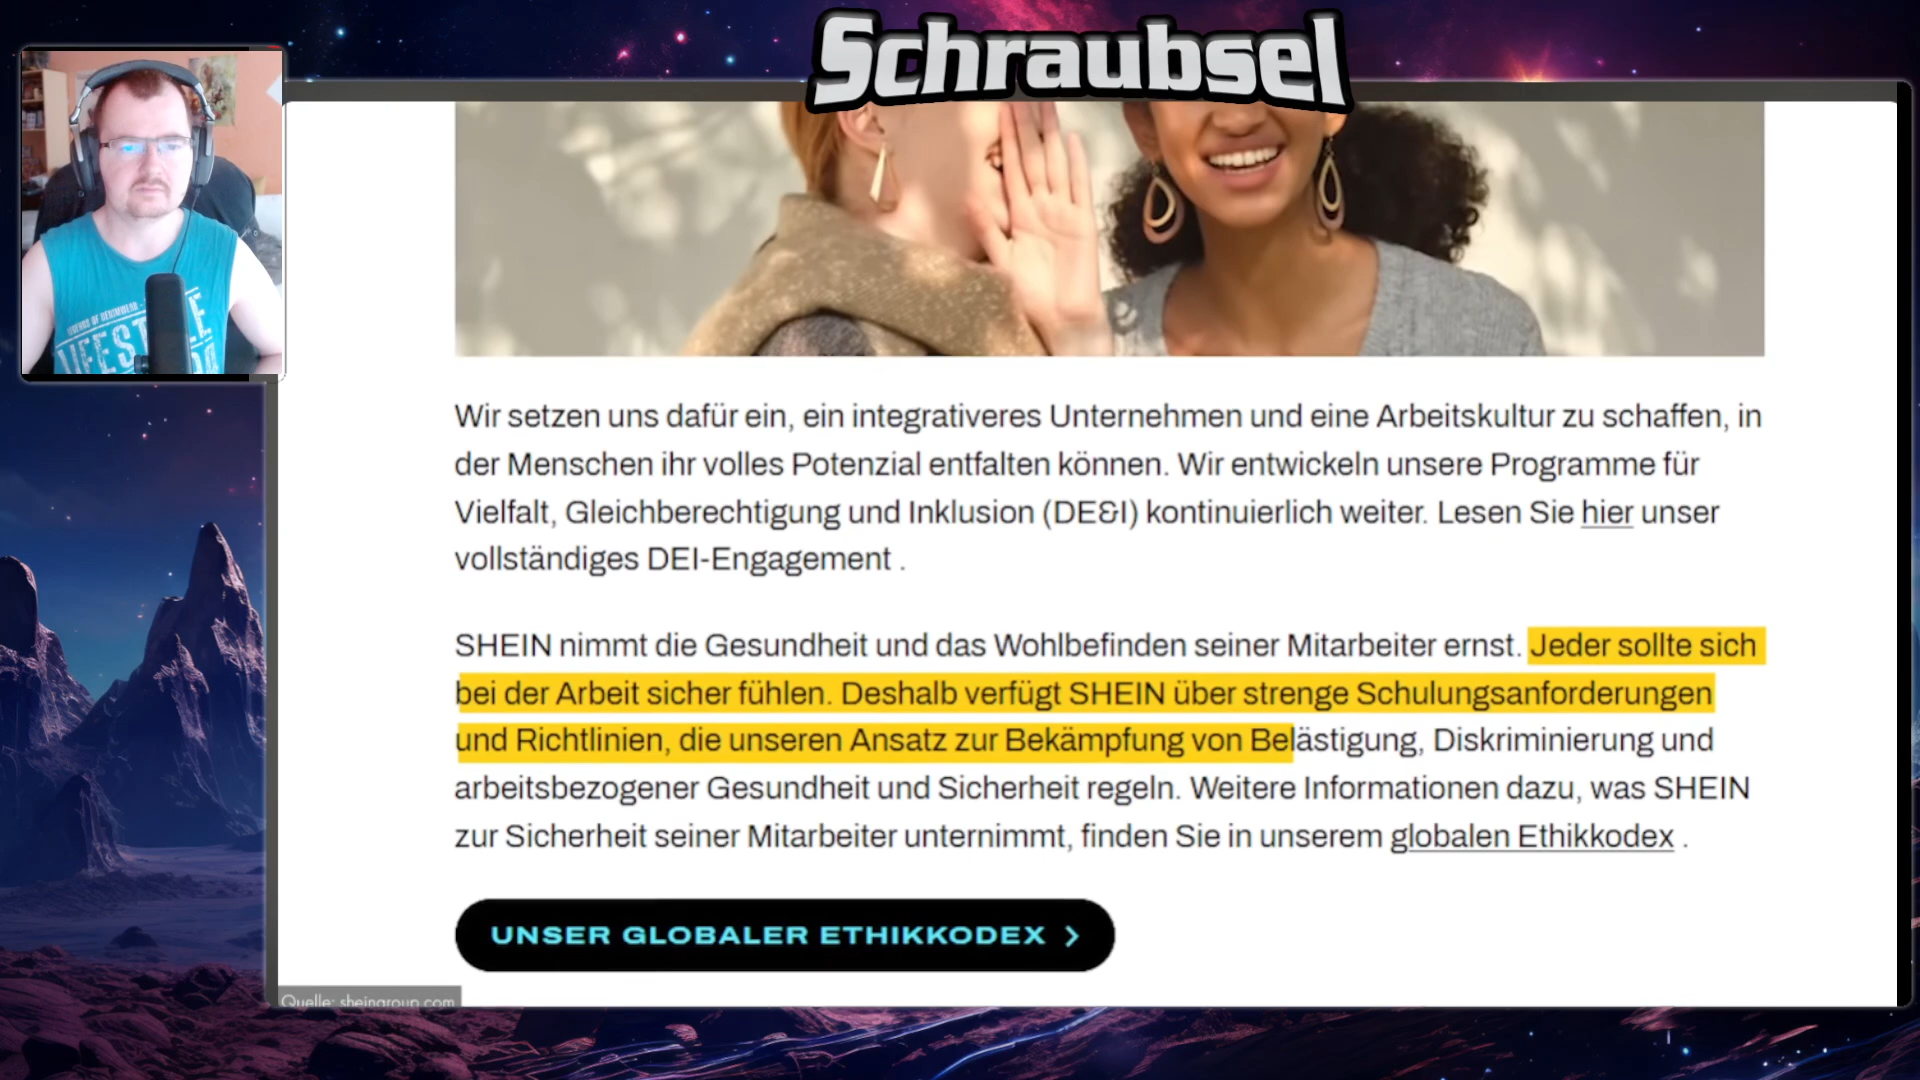 Schraubsel
Wir setzen uns dafür ein, ein integrativeres Unternehmen und eine Arbeitskultur zu schaffen, in
der Menschen ihr volles Potenzial entfalten können. Wir entwickeln unsere Programme für
Vielfalt, Gleichberechtigung und Inklusion (DE&I) kontinuierlich weiter. Lesen Sie hier unser
vollständiges DEI-Engagement .
SHEIN nimmt die Gesundheit und das Wohlbefinden seiner Mitarbeiter ernst. Jeder sollte sich
bei der Arbeit sicher fühlen. Deshalb verfügt SHEIN über strenge Schulungsanforderungen
und Richtlinien, die unseren Ansatz zur Bekämpfung von Belästigung, Diskriminierung und
arbeitsbezogener Gesundheit und Sicherheit regeln. Weitere Informationen dazu, was SHEIN
zur Sicherheit seiner Mitarbeiter unternimmt, finden Sie in unserem globalen Ethikkodex .
UNSER GLOBALER ETHIKKODEX >
Quelle: sheingroup.com